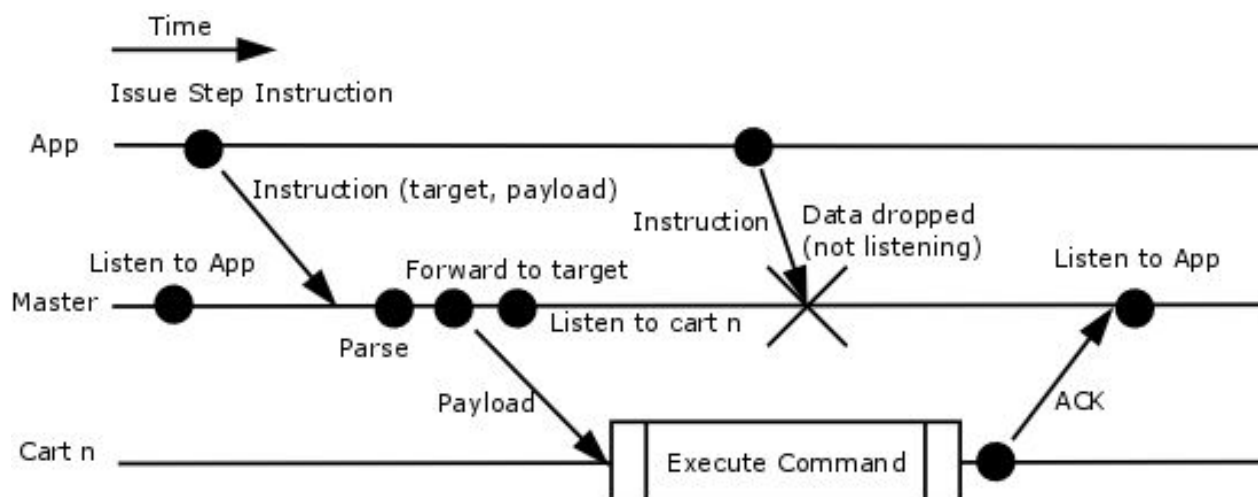 Time
Issue Step Instruction
App
Instruction (target, payload)
Instruction
Data dropped
(not listening)
Listen to App
Forward to target
Listen to App
Master
Listen to cart n
Parse
Payload
ACK
Cart n
Execute Command